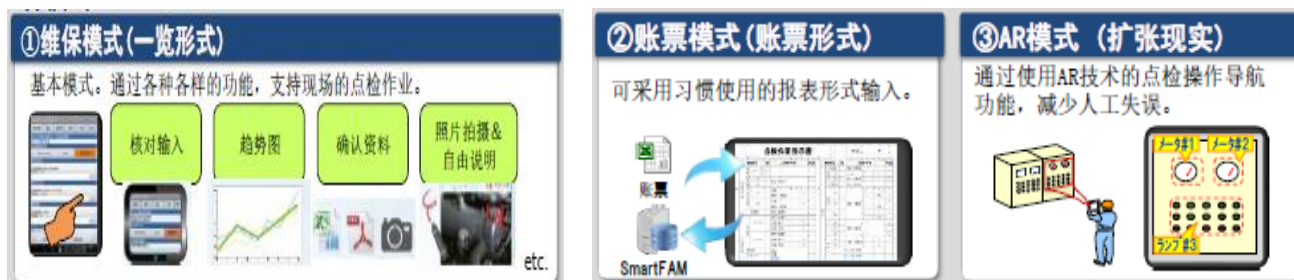 ①维保模式(一览形式)
基本模式。通过各种各样的功能，支持现场的点检作业。
核对输入
趋势图
确认资料
照片拍摄&
自由说明
etc.
②账票模式(账票形式)
可采用习惯使用的报表形式输入。
账票
SmartFAM
③AR模式 (扩张现实)
通过使用AR技术的点检操作导航
功能，减少人工失误。
メータ#1
メータ#2
ランプ#3